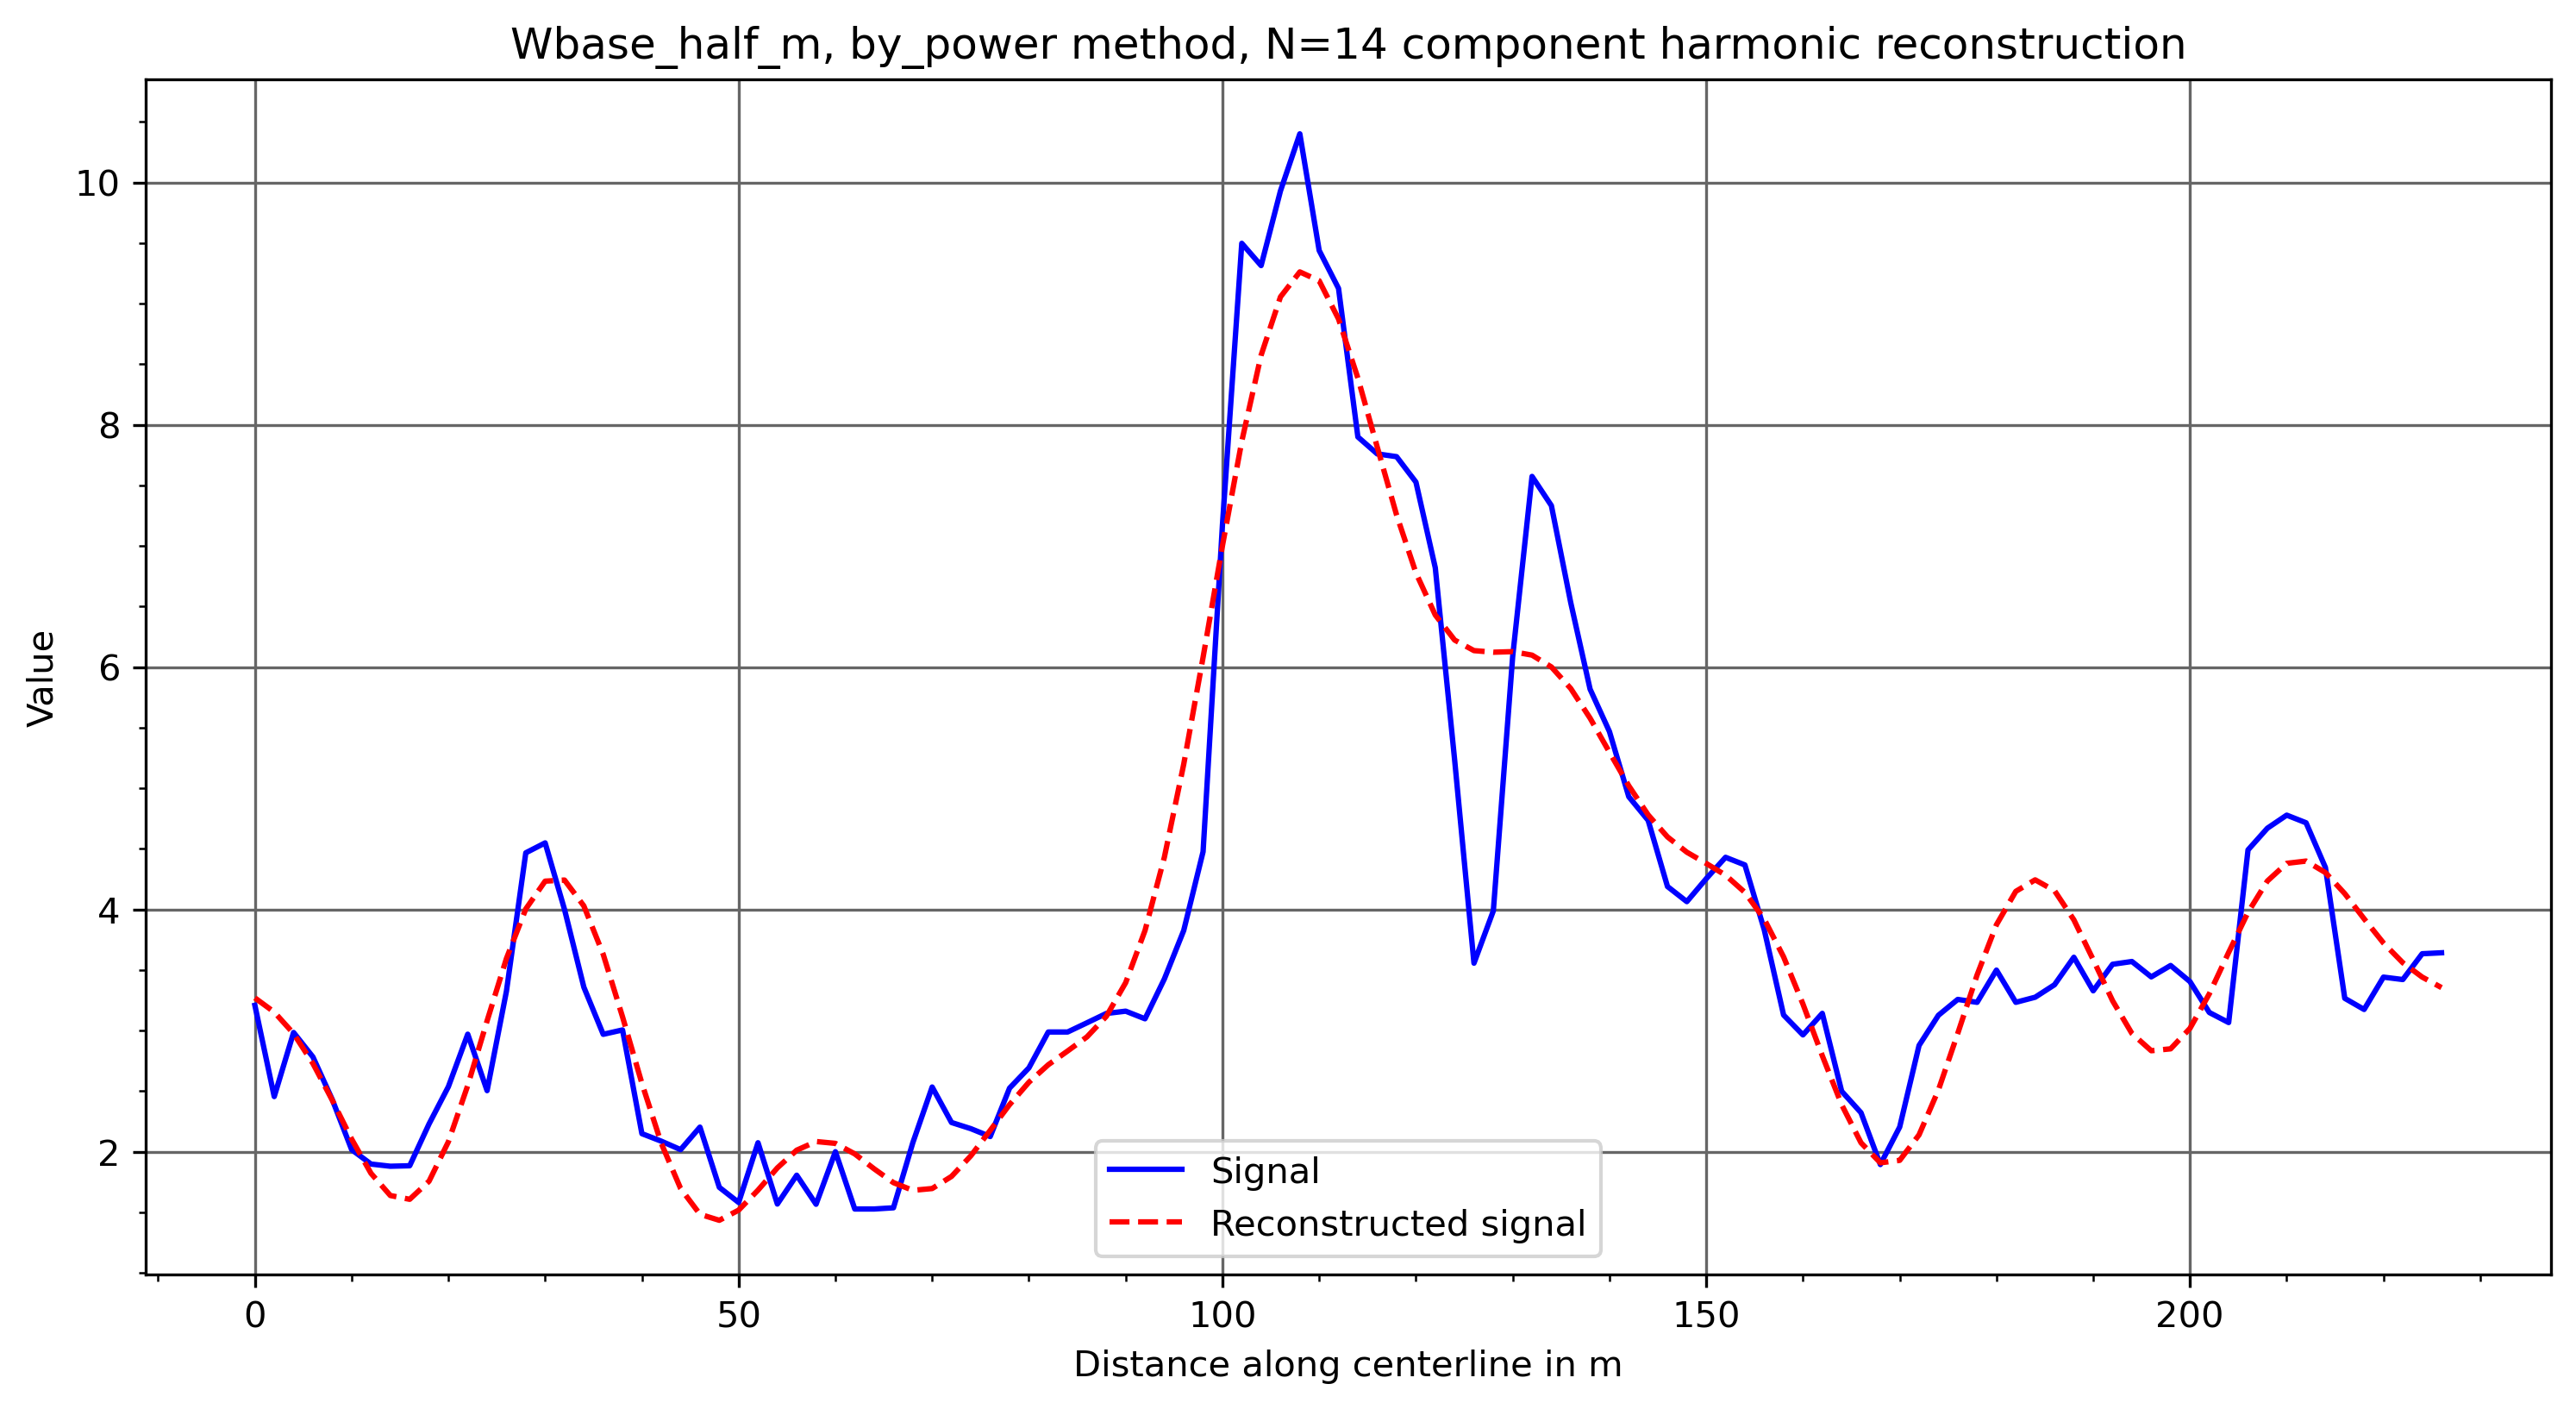 Wbase_half_m, by_power method, N=14 component harmonic reconstruction
10
8
6
4
2
Value
Signal
Reconstructed signal
0 50 100 150 200
Distance along centerline in m